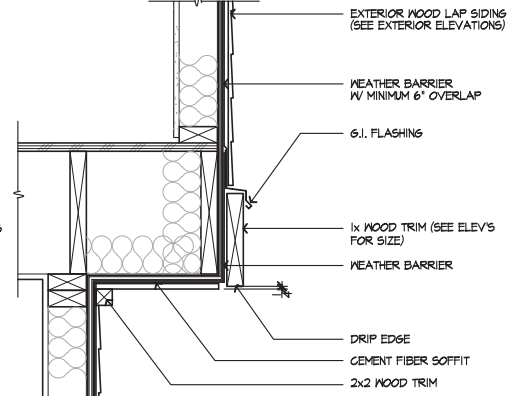 EXTERIOR WOOD LAP SIDING
(SEE EXTERIOR ELEVATIONS)
WEATHER BARRIER
W/ MINIMUM 6" OVERLAP
G.I. FLASHING
1x WOOD TRIM (SEE ELEV'S
FOR SIZE)
WEATHER BARRIER
DRIP EDGE
CEMENT FIBER SOFFIT
2x2 WOOD TRIM